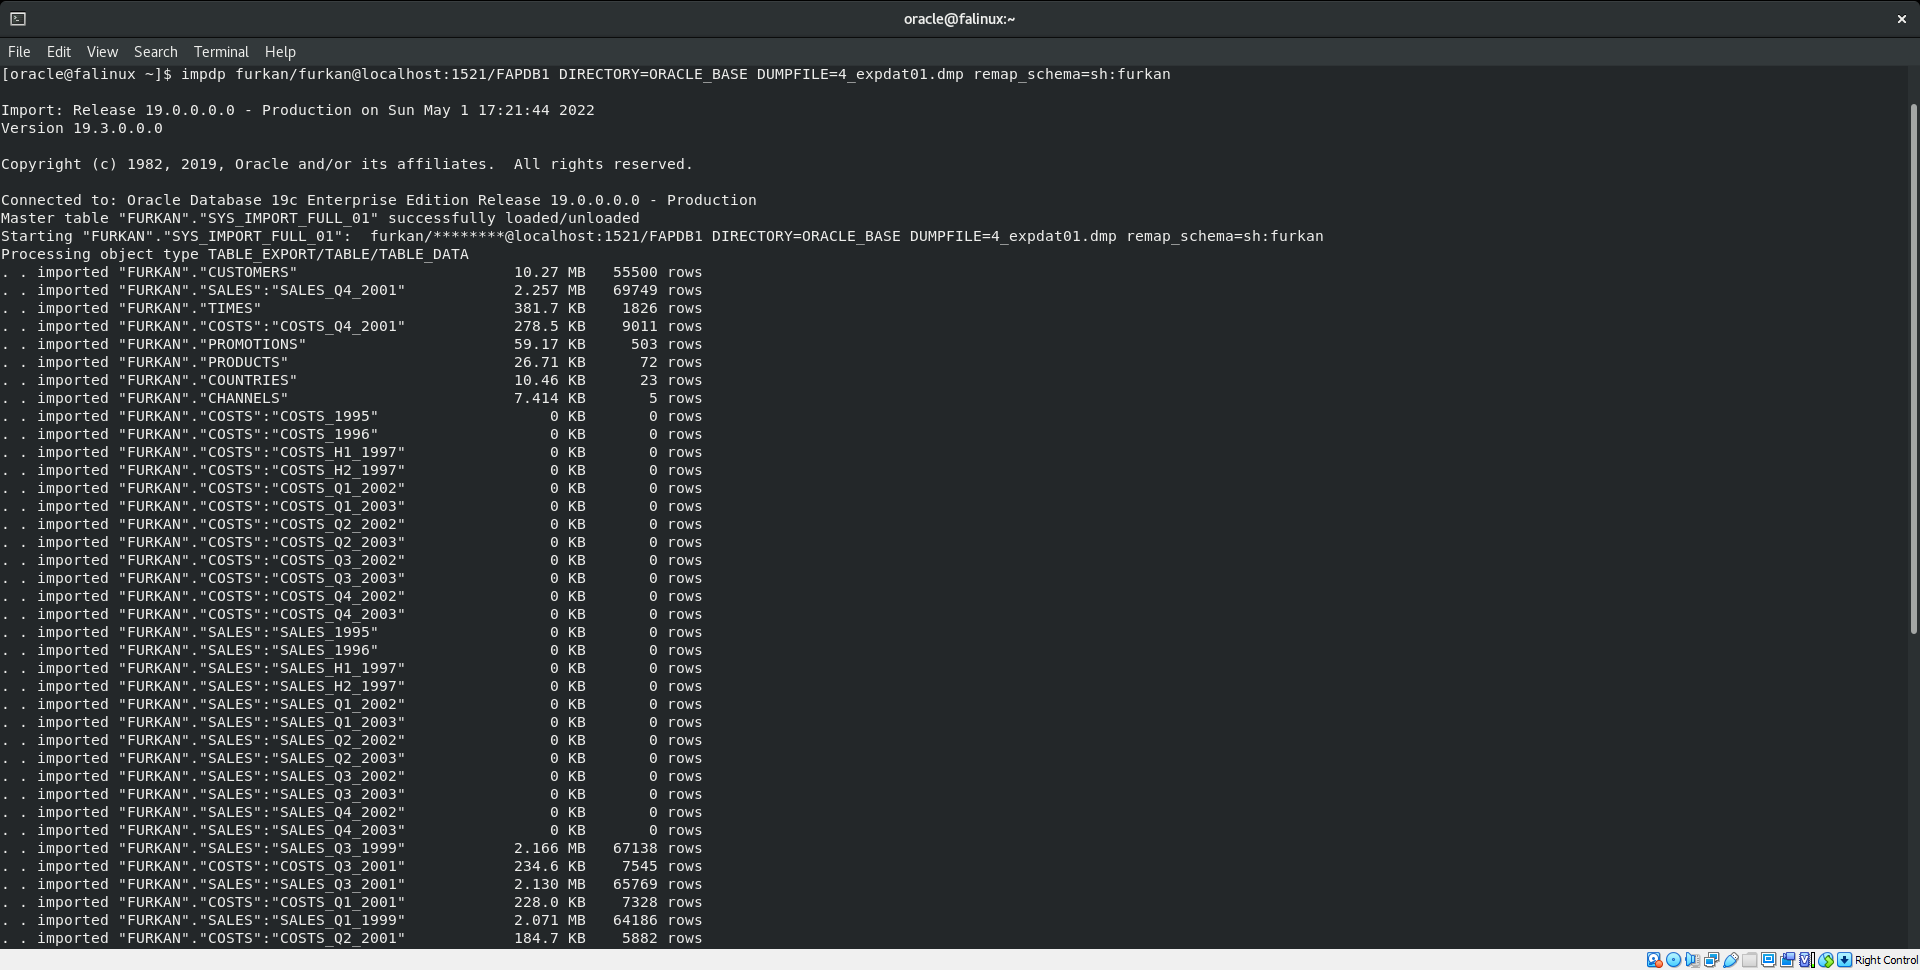 oracle@falinux:~
File Edit View Search Terminal Help
[oracle@falinux ~]$ impdp furkan/furkan@localhost:1521/FAPDB1 DIRECTORY=ORACLE_BASE DUMPFILE=4_expdat01.dmp remap_schema=sh:furkan
Import: Release 19.0.0.0.0 - Production on Sun May 1 17:21:44 2022
Version 19.3.0.0.0
Copyright (c) 1982, 2019, Oracle and/or its affiliates.  All rights reserved.
Connected to: Oracle Database 19c Enterprise Edition Release 19.0.0.0.0 - Production
Master table "FURKAN"."SYS_IMPORT_FULL_01" successfully loaded/unloaded
Starting "FURKAN"."SYS_IMPORT_FULL_01":  furkan/********@localhost:1521/FAPDB1 DIRECTORY=ORACLE_BASE DUMPFILE=4_expdat01.dmp remap_schema=sh:furkan
Processing object type TABLE_EXPORT/TABLE/TABLE_DATA
. . imported "FURKAN"."CUSTOMERS" 10.27 MB 55500 rows
. . imported "FURKAN"."SALES":"SALES_Q4_2001" 2.257 MB 69749 rows
. . imported "FURKAN"."TIMES" 381.7 KB 1826 rows
. . imported "FURKAN"."COSTS":"COSTS_Q4_2001" 278.5 KB 9011 rows
. . imported "FURKAN"."PROMOTIONS" 59.17 KB 503 rows
. . imported "FURKAN"."PRODUCTS" 26.71 KB 72 rows
. . imported "FURKAN"."COUNTRIES" 10.46 KB 23 rows
. . imported "FURKAN"."CHANNELS" 7.414 KB 5 rows
. . imported "FURKAN"."COSTS":"COSTS_1995" 0 KB 0 rows
. . imported "FURKAN"."COSTS":"COSTS_1996" 0 KB 0 rows
. . imported "FURKAN"."COSTS":"COSTS_H1_1997" 0 KB 0 rows
. . imported "FURKAN"."COSTS":"COSTS_H2_1997" 0 KB 0 rows
. . imported "FURKAN"."COSTS":"COSTS_Q1_2002" 0 KB 0 rows
. . imported "FURKAN"."COSTS":"COSTS_Q1_2003" 0 KB 0 rows
. . imported "FURKAN"."COSTS":"COSTS_Q2_2002" 0 KB 0 rows
. . imported "FURKAN"."COSTS":"COSTS_Q2_2003" 0 KB 0 rows
. . imported "FURKAN"."COSTS":"COSTS_Q3_2002" 0 KB 0 rows
. . imported "FURKAN"."COSTS":"COSTS_Q3_2003" 0 KB 0 rows
. . imported "FURKAN"."COSTS":"COSTS_Q4_2002" 0 KB 0 rows
. . imported "FURKAN"."COSTS":"COSTS_Q4_2003" 0 KB 0 rows
. . imported "FURKAN"."SALES":"SALES_1995" 0 KB 0 rows
. . imported "FURKAN"."SALES":"SALES_1996" 0 KB 0 rows
. . imported "FURKAN"."SALES":"SALES_H1_1997" 0 KB 0 rows
. . imported "FURKAN"."SALES":"SALES_H2_1997" 0 KB 0 rows
. . imported "FURKAN"."SALES":"SALES_Q1_2002" 0 KB 0 rows
. . imported "FURKAN"."SALES":"SALES_Q1_2003" 0 KB 0 rows
. . imported "FURKAN"."SALES":"SALES_Q2_2002" 0 KB 0 rows
. . imported "FURKAN"."SALES":"SALES_Q2_2003" 0 KB 0 rows
. . imported "FURKAN"."SALES":"SALES_Q3_2002" 0 KB 0 rows
. . imported "FURKAN"."SALES":"SALES_Q3_2003" 0 KB 0 rows
. . imported "FURKAN"."SALES":"SALES_Q4_2002" 0 KB 0 rows
. . imported "FURKAN"."SALES":"SALES_Q4_2003" 0 KB 0 rows
. . imported "FURKAN"."SALES":"SALES_Q3_1999" 2.166 MB 67138 rows
. . imported "FURKAN"."COSTS":"COSTS_Q3_2001" 234.6 KB 7545 rows
. . imported "FURKAN"."SALES":"SALES_Q3_2001" 2.130 MB 65769 rows
. . imported "FURKAN"."COSTS":"COSTS_Q1_2001" 228.0 KB 7328 rows
. . imported "FURKAN"."SALES":"SALES_Q1_1999" 2.071 MB 64186 rows
. . imported "FURKAN"."COSTS":"COSTS_Q2_2001" 184.7 KB 5882 rows
Right Control